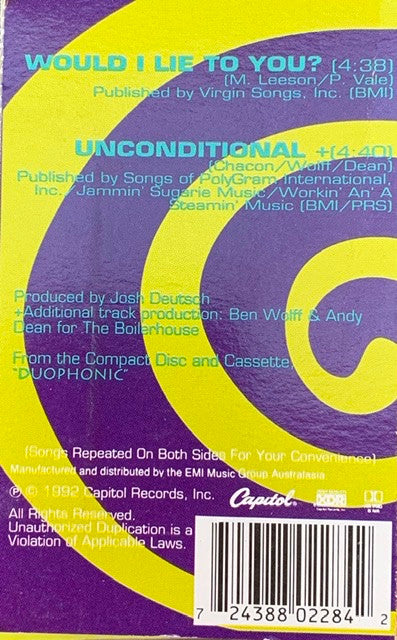 WOULD I LIE TO YOU? (4:38)
(M. Leeson/P. Vale)
Published by Virgin Songs, Inc. (BMI)
UNCONDITIONAL +(4:40)
(Chacon/Wolff/Dean)
Published by Songs of PolyGram International,
Inc./Jammin' Sugarie Music/Workin' An' A
Steamin' Music (BMI/PRS)
Produced by Josh Deutsch
+Additional track production: Ben Wolff & Andy
Dean for The Boilerhouse
From the Compact Disc and Cassette,
"DUOPHONIC"
(Songs Repeated On Both Sides For Your Convenience)
Manufactured and distributed by the EMI Music Group Australasia
℗ © 1992 Capitol Records, Inc.
Capitol
XDR
All Rights Reserved.
Unauthorized Duplication is a
Violation of Applicable Laws.
7 24388 02284 2